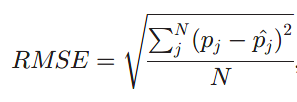 RMSE = \sqrt{\frac{\sum_{j}^{N}(p_j - \hat{p_j})^2}{N}},